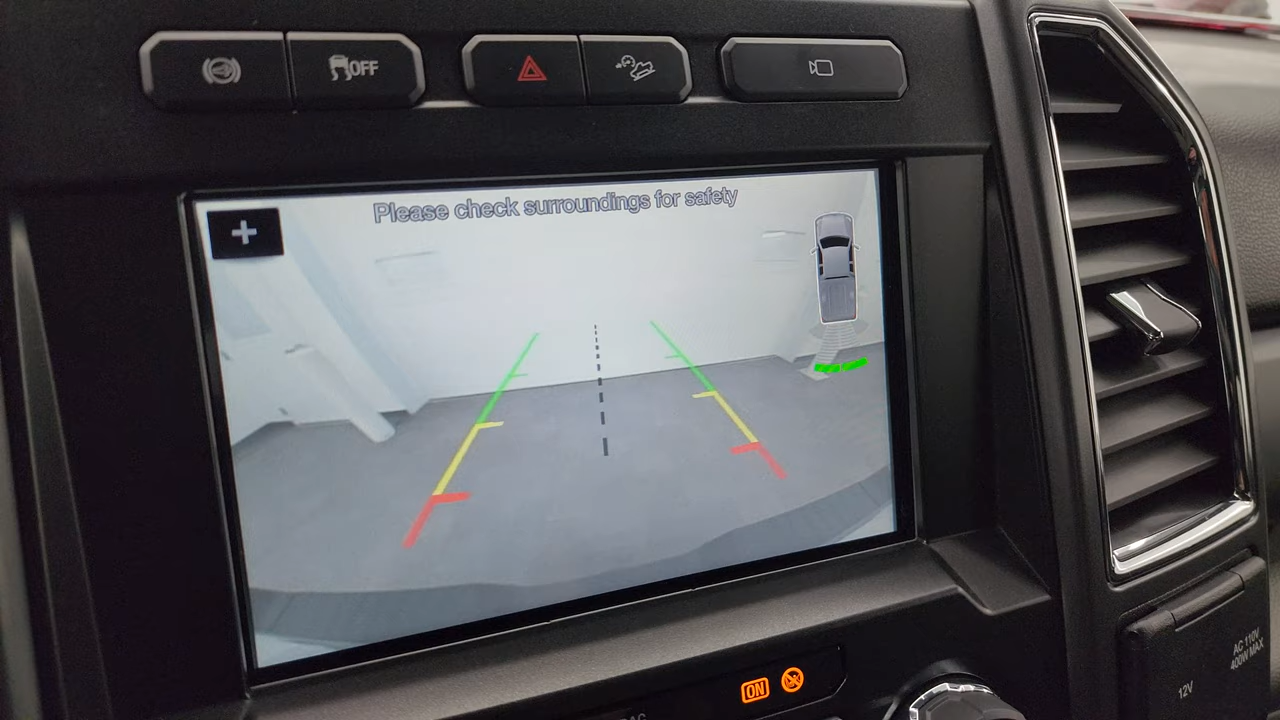 OFF
Please check surroundings for safety
+
ON
AC 110V
400W MAX
12V